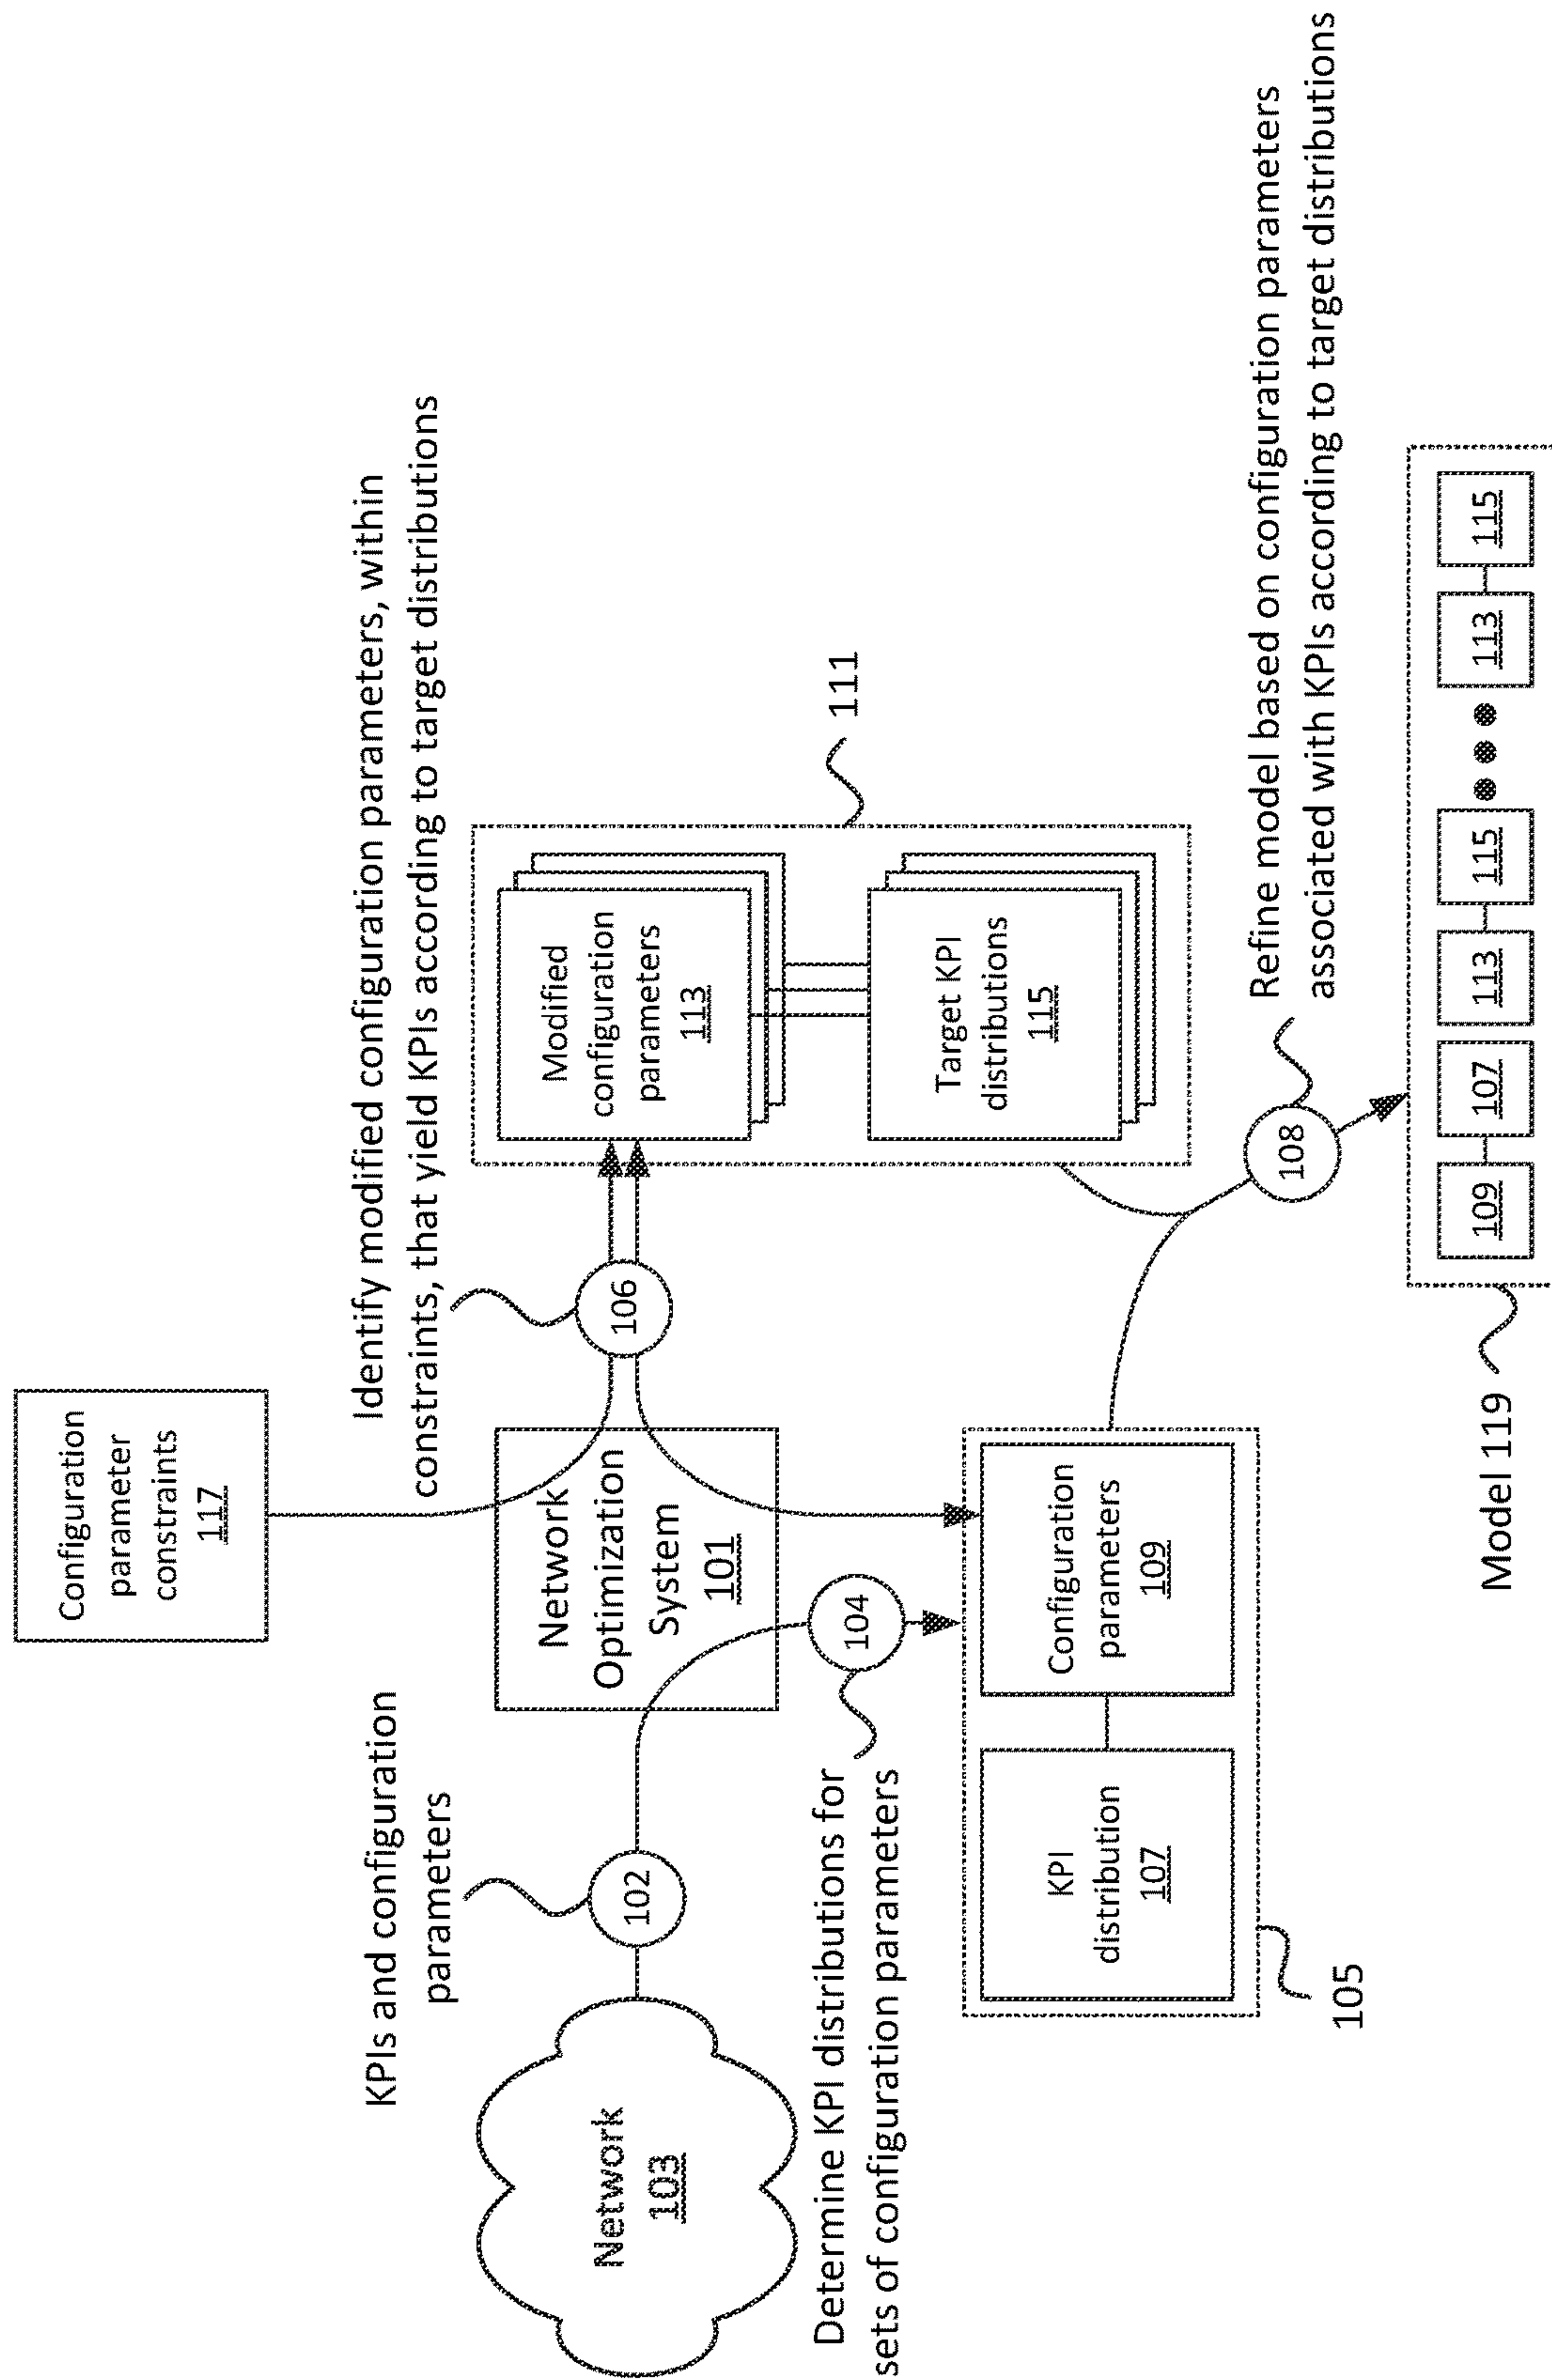 Configuration
parameter
constraints
117
Identify modified configuration parameters, within
constraints, that yield KPIs according to target distributions
KPIs and configuration
parameters
102
106
Network
103
Network
Optimization
System
101
Modified
configuration
parameters
113
111
Determine KPI distributions for
sets of configuration parameters
104
Target KPI
distributions
115
KPI
distribution
107
Configuration
parameters
109
105
108
Refine model based on configuration parameters
associated with KPIs according to target distributions
Model 119
109
107
113
115
113
115